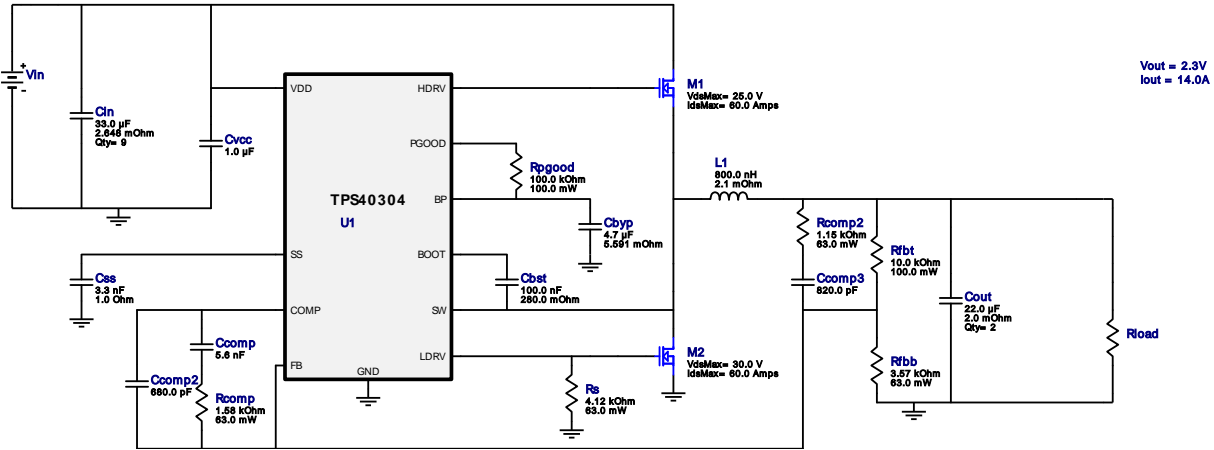 VIn
+
-
CIn
33.0 µF
2.648 mOhm
Qty= 9
Cvcc
1.0 µF
Css
3.3 nF
1.0 Ohm
Ccomp
5.6 nF
Ccomp2
680.0 pF
Rcomp
1.58 kOhm
63.0 mW
VDD
SS
COMP
FB
GND
TPS40304
U1
HDRV
PGOOD
BP
BOOT
SW
LDRV
Rpgood
100.0 kOhm
100.0 mW
Cbyp
4.7 µF
5.591 mOhm
Cbst
100.0 nF
280.0 mOhm
Rs
4.12 kOhm
63.0 mW
M1
VdsMax= 25.0 V
IdsMax= 60.0 Amps
M2
VdsMax= 30.0 V
IdsMax= 60.0 Amps
L1
800.0 nH
2.1 mOhm
Rcomp2
1.15 kOhm
63.0 mW
Ccomp3
820.0 pF
Rfbt
10.0 kOhm
100.0 mW
Rfbb
3.57 kOhm
63.0 mW
Cout
22.0 µF
2.0 mOhm
Qty= 2
Rload
Vout = 2.3V
Iout = 14.0A